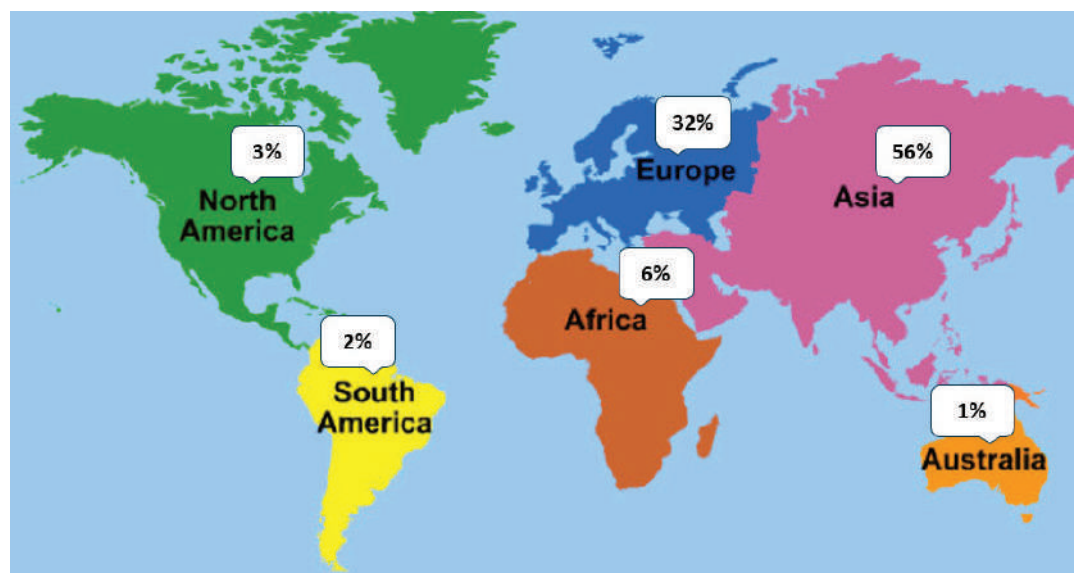 32%
Europe
3%
North
America
56%
Asia
6%
Africa
2%
South
America
1%
Australia